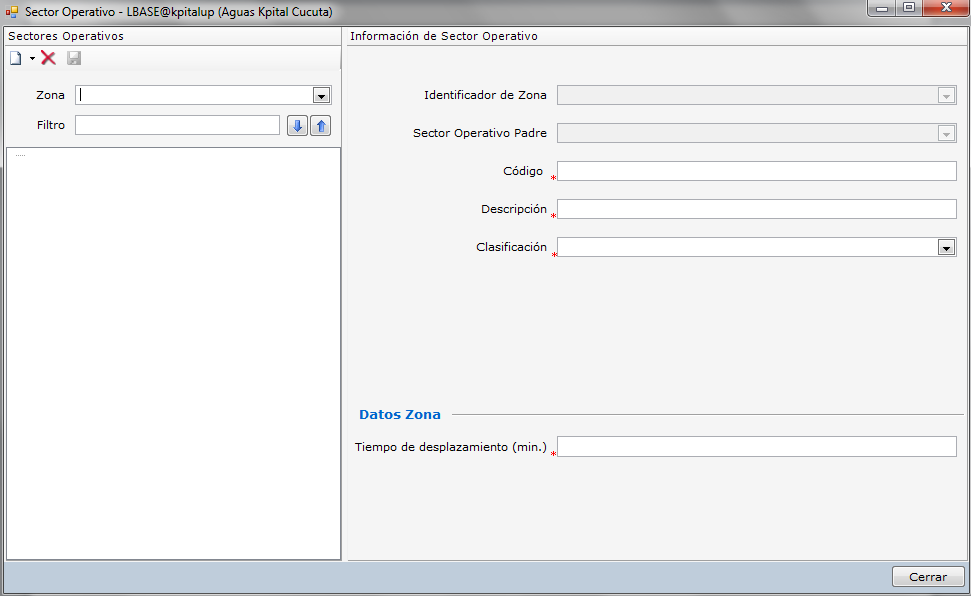 Sector Operativo - LBASE@kpitalup (Aguas Kpital Cucuta)
Sectores Operativos
Zona
Filtro
Información de Sector Operativo
Identificador de Zona
Sector Operativo Padre
Código *
Descripción *
Clasificación *
Datos Zona
Tiempo de desplazamiento (min.) *
Cerrar